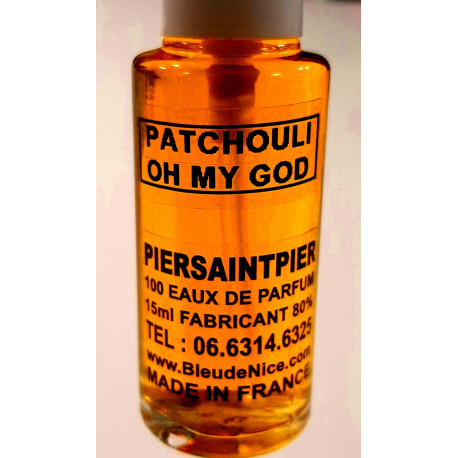 PATCHOULI
OH MY GOD
PIERSAINTPIER
100 EAUX DE PARFUM
15ml FABRICANT 80%
TEL : 06.6314.6325
www.BleudeNice.com
MADE IN FRANCE